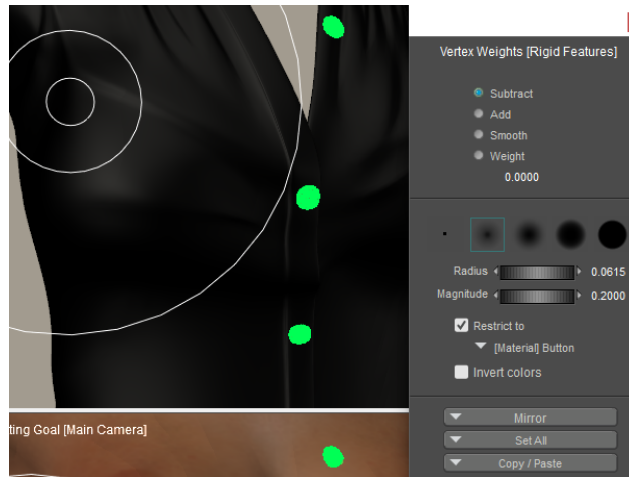 Vertex Weights [Rigid Features]
Subtract
Add
Smooth
Weight
0.0000
Radius 0.0615
Magnitude 0.2000
Restrict to
[Material] Button
Invert colors
Mirror
Set All
Copy / Paste
ting Goal [Main Camera]